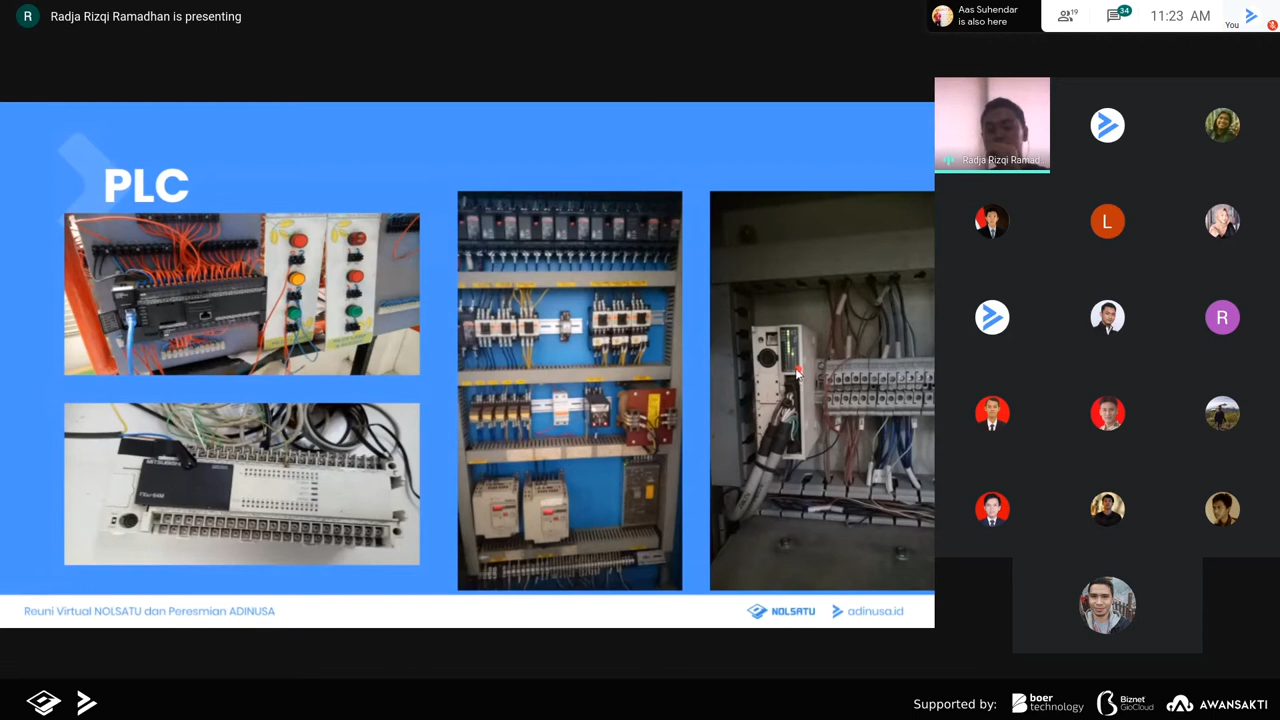 R
Radja Rizqi Ramadhan is presenting
Aas Suhendar
is also here
19
34
11:23 AM
You
PLC
MITSUBISHI
Radja Rizqi Ramad
L
R
Reuni Virtual NOLSATU dan Peresmian ADINUSA
NOLSATU
adinusa.id
Supported by:
boer
technology
Biznet
GioCloud
AWANSAKTI